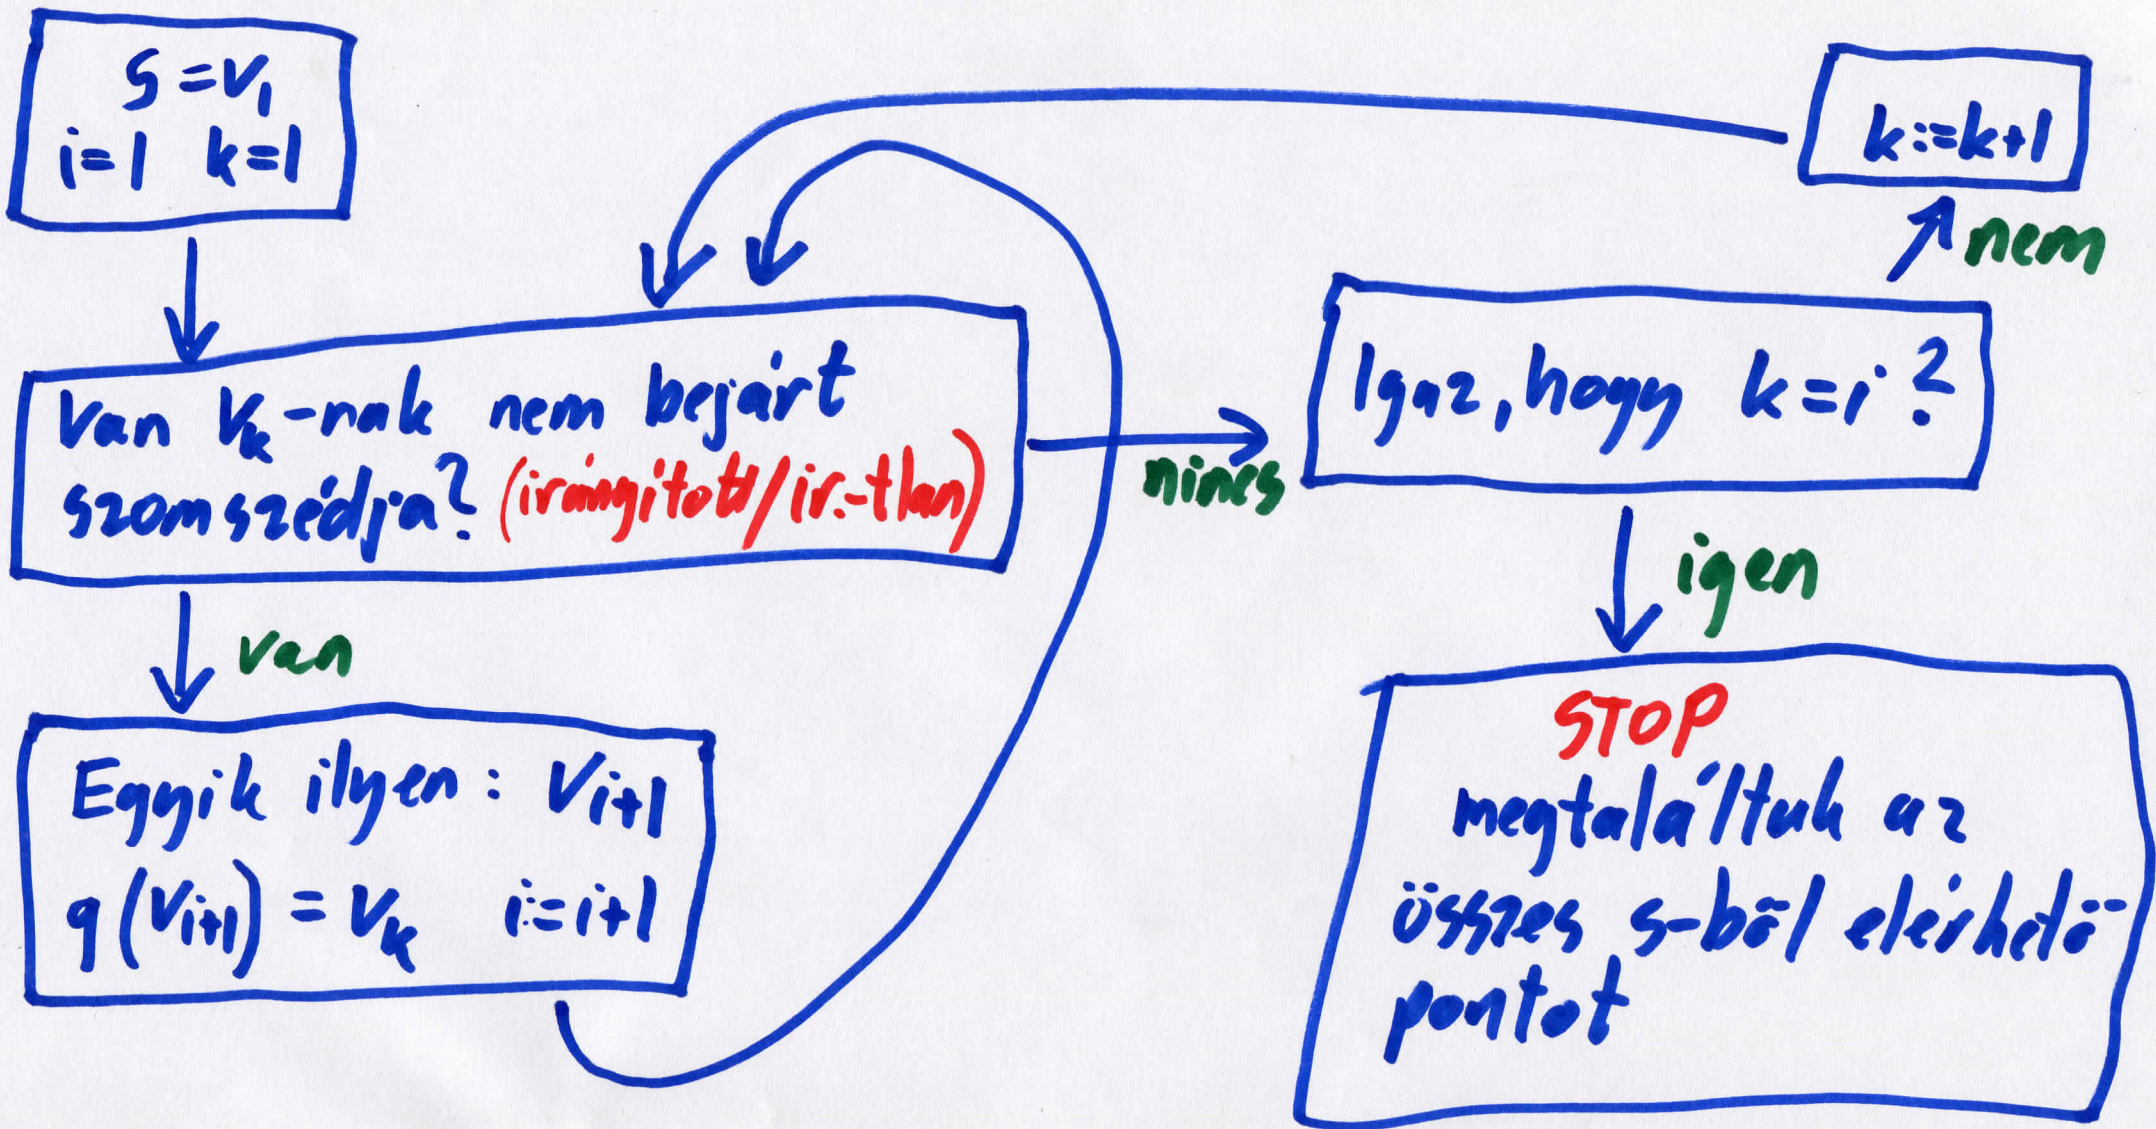 s=v₁
i=1 k=1
k:=k+1
nem
Van vₖ-nak nem bejárt
szomszédja? (irányított/ir.-tlan)
nincs
Igaz, hogy k=i?
van
igen
Egyik ilyen: vi+1
q(vi+1) = vₖ i:=i+1
STOP
megtaláltuk az
összes s-ből elérhető
pontot